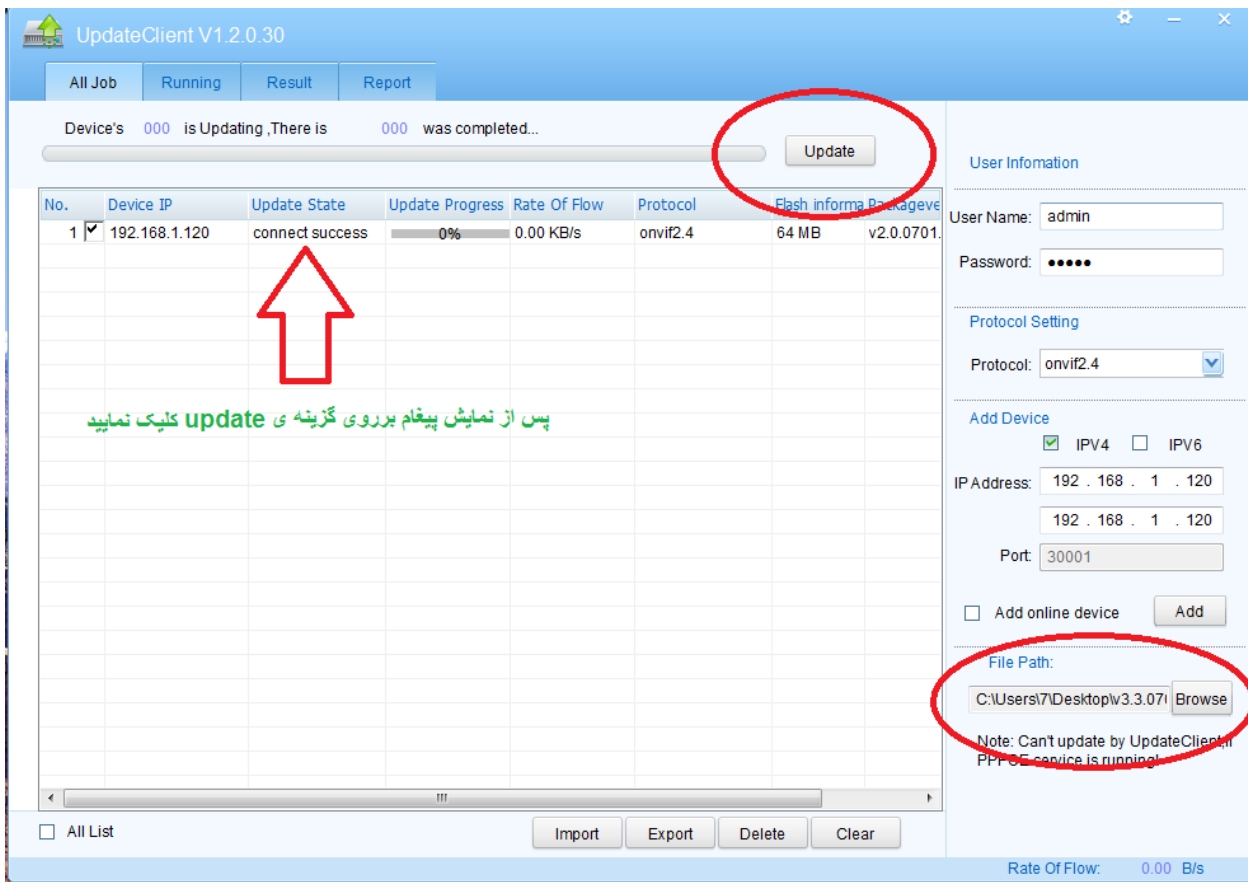 UpdateClient V1.2.0.30
All Job Running Result Report
Device's 000 is Updating ,There is 000 was completed...
Update
No. Device IP Update State Update Progress Rate Of Flow Protocol Flash informa Packageve
1 192.168.1.120 connect success 0% 0.00 KB/s onvif2.4 64 MB v2.0.0701.
پس از نمایش پیغام برروی گزینه ی update کلیک نمایید
User Infomation
User Name: admin
Password: •••••
Protocol Setting
Protocol: onvif2.4
Add Device
IPV4 IPV6
IP Address: 192 . 168 . 1 . 120
192 . 168 . 1 . 120
Port: 30001
Add online device Add
File Path:
C:\Users\7\Desktop\v3.3.07 Browse
Note: Can't update by UpdateClient,
PPPOE service is running!
All List Import Export Delete Clear
Rate Of Flow: 0.00 B/s